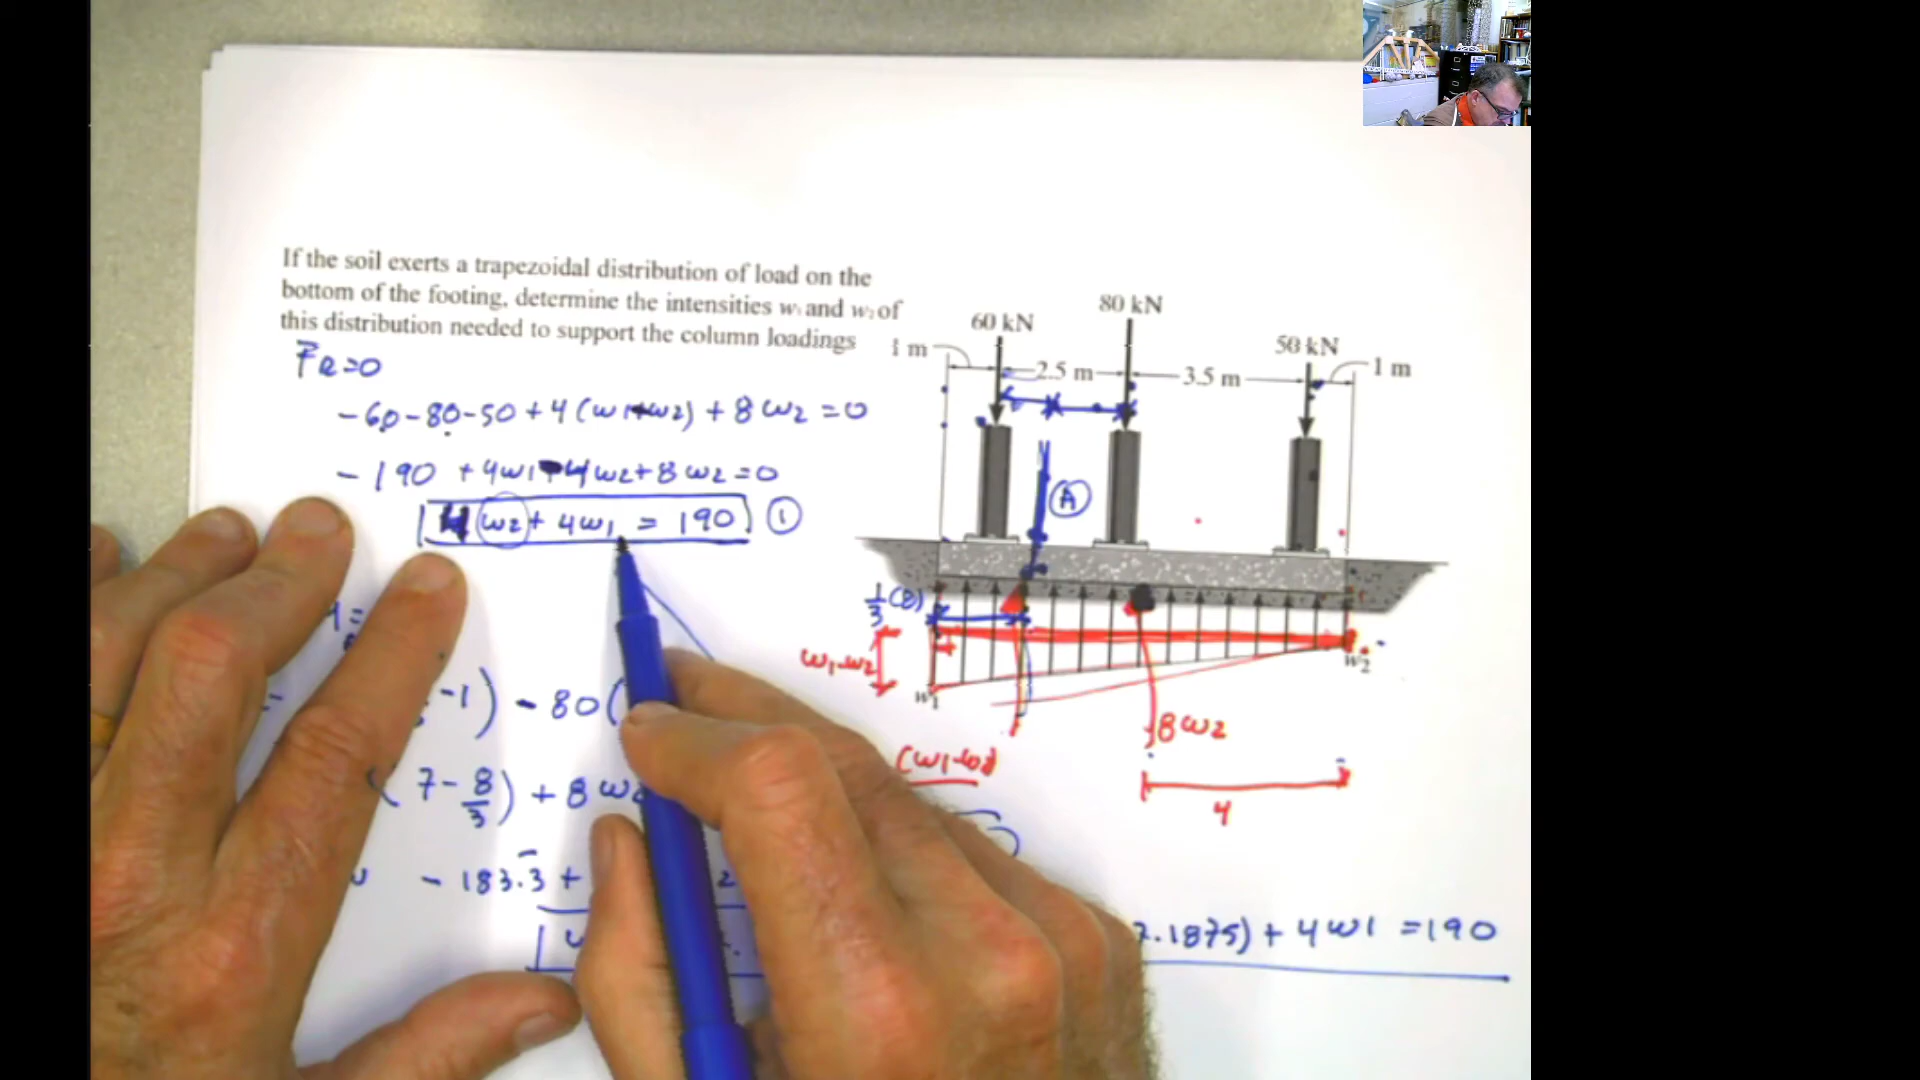 If the soil exerts a trapezoidal distribution of load on the
bottom of the footing, determine the intensities w₁ and w₂ of
this distribution needed to support the column loadings
FR=0
-60-80-50+4(w1-w2)+8w2=0
-190+4w1-4w2+8w2=0
4w2+4w1=190 ①
-1)-80(
(7-8/3)+8w2
-183.3+
60 kN
80 kN
50 kN
1 m
2.5 m
3.5 m
1 m
A
1/3(8)
w1-w2
w₁
w₂
8w2
4
7.1875)+4w1=190